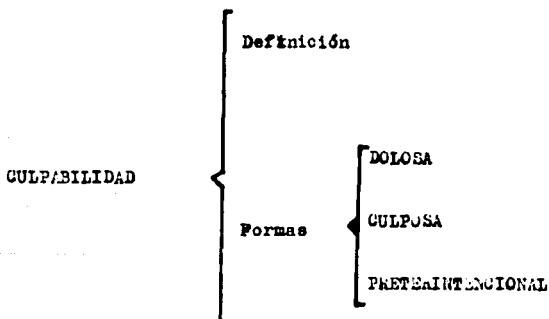 Definición
DOLOSA
CULPABILIDAD
CULPOSA
Formas
PRETERINTENCIONAL